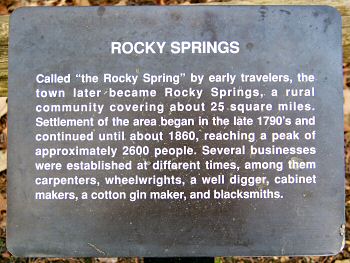 ROCKY SPRINGS
Called "the Rocky Spring" by early travelers, the
town later became Rocky Springs, a rural
community covering about 25 square miles.
Settlement of the area began in the late 1790's and
continued until about 1860, reaching a peak of
approximately 2600 people. Several businesses
were established at different times, among them
carpenters, wheelwrights, a well digger, cabinet
makers, a cotton gin maker, and blacksmiths.